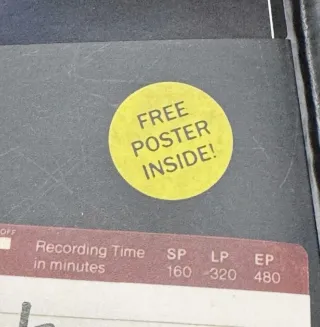 FREE
POSTER
INSIDE!
OFF
Recording Time SP LP EP
in minutes 160 320 480